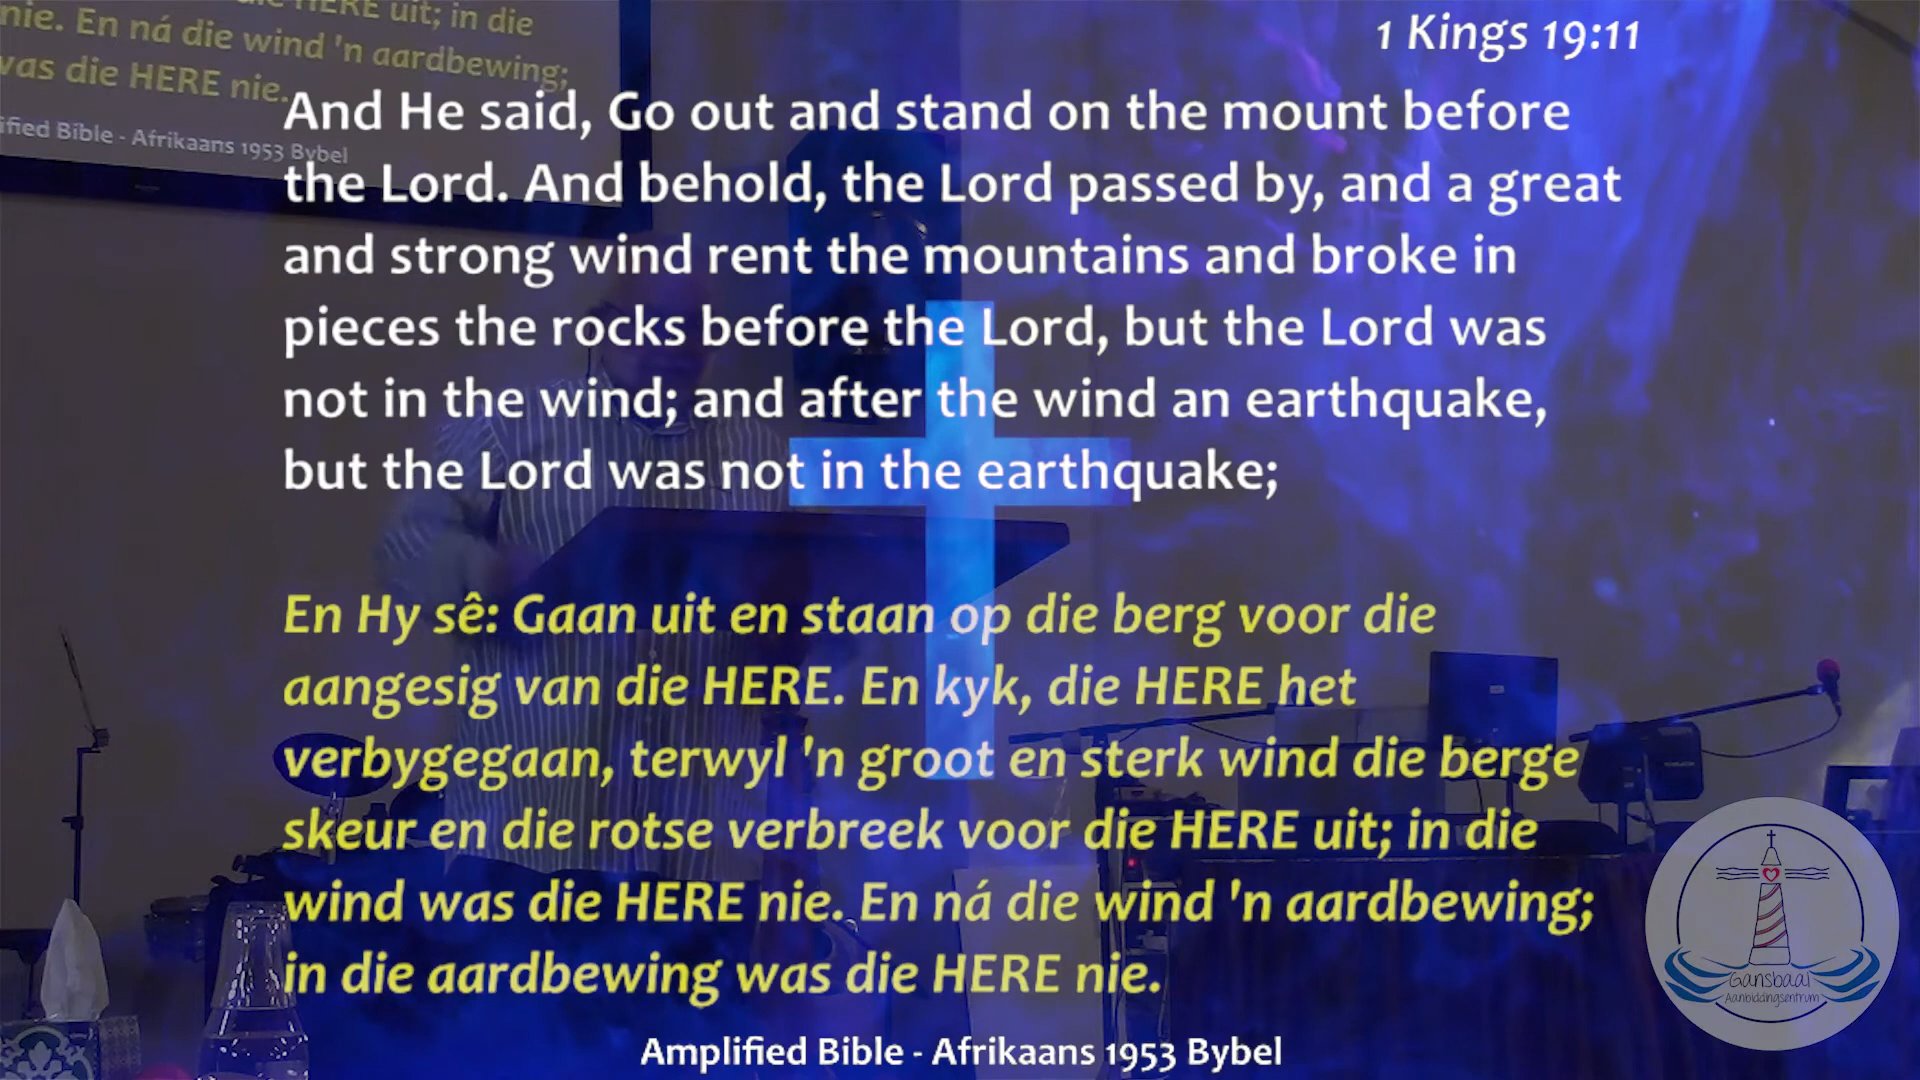 HERE uit; in die
nie. En ná die wind 'n aardbewing;
was die HERE nie.
Bible - Afrikaans 1953 Bybel
1 Kings 19:11
And He said, Go out and stand on the mount before
the Lord. And behold, the Lord passed by, and a great
and strong wind rent the mountains and broke in
pieces the rocks before the Lord, but the Lord was
not in the wind; and after the wind an earthquake,
but the Lord was not in the earthquake;
En Hy sê: Gaan uit en staan op die berg voor die
aangesig van die HERE. En kyk, die HERE het
verbygegaan, terwyl 'n groot en sterk wind die berge
skeur en die rotse verbreek voor die HERE uit; in die
wind was die HERE nie. En ná die wind 'n aardbewing;
in die aardbewing was die HERE nie.
Amplified Bible - Afrikaans 1953 Bybel
Gansbaai
Aanbiddingsentrum